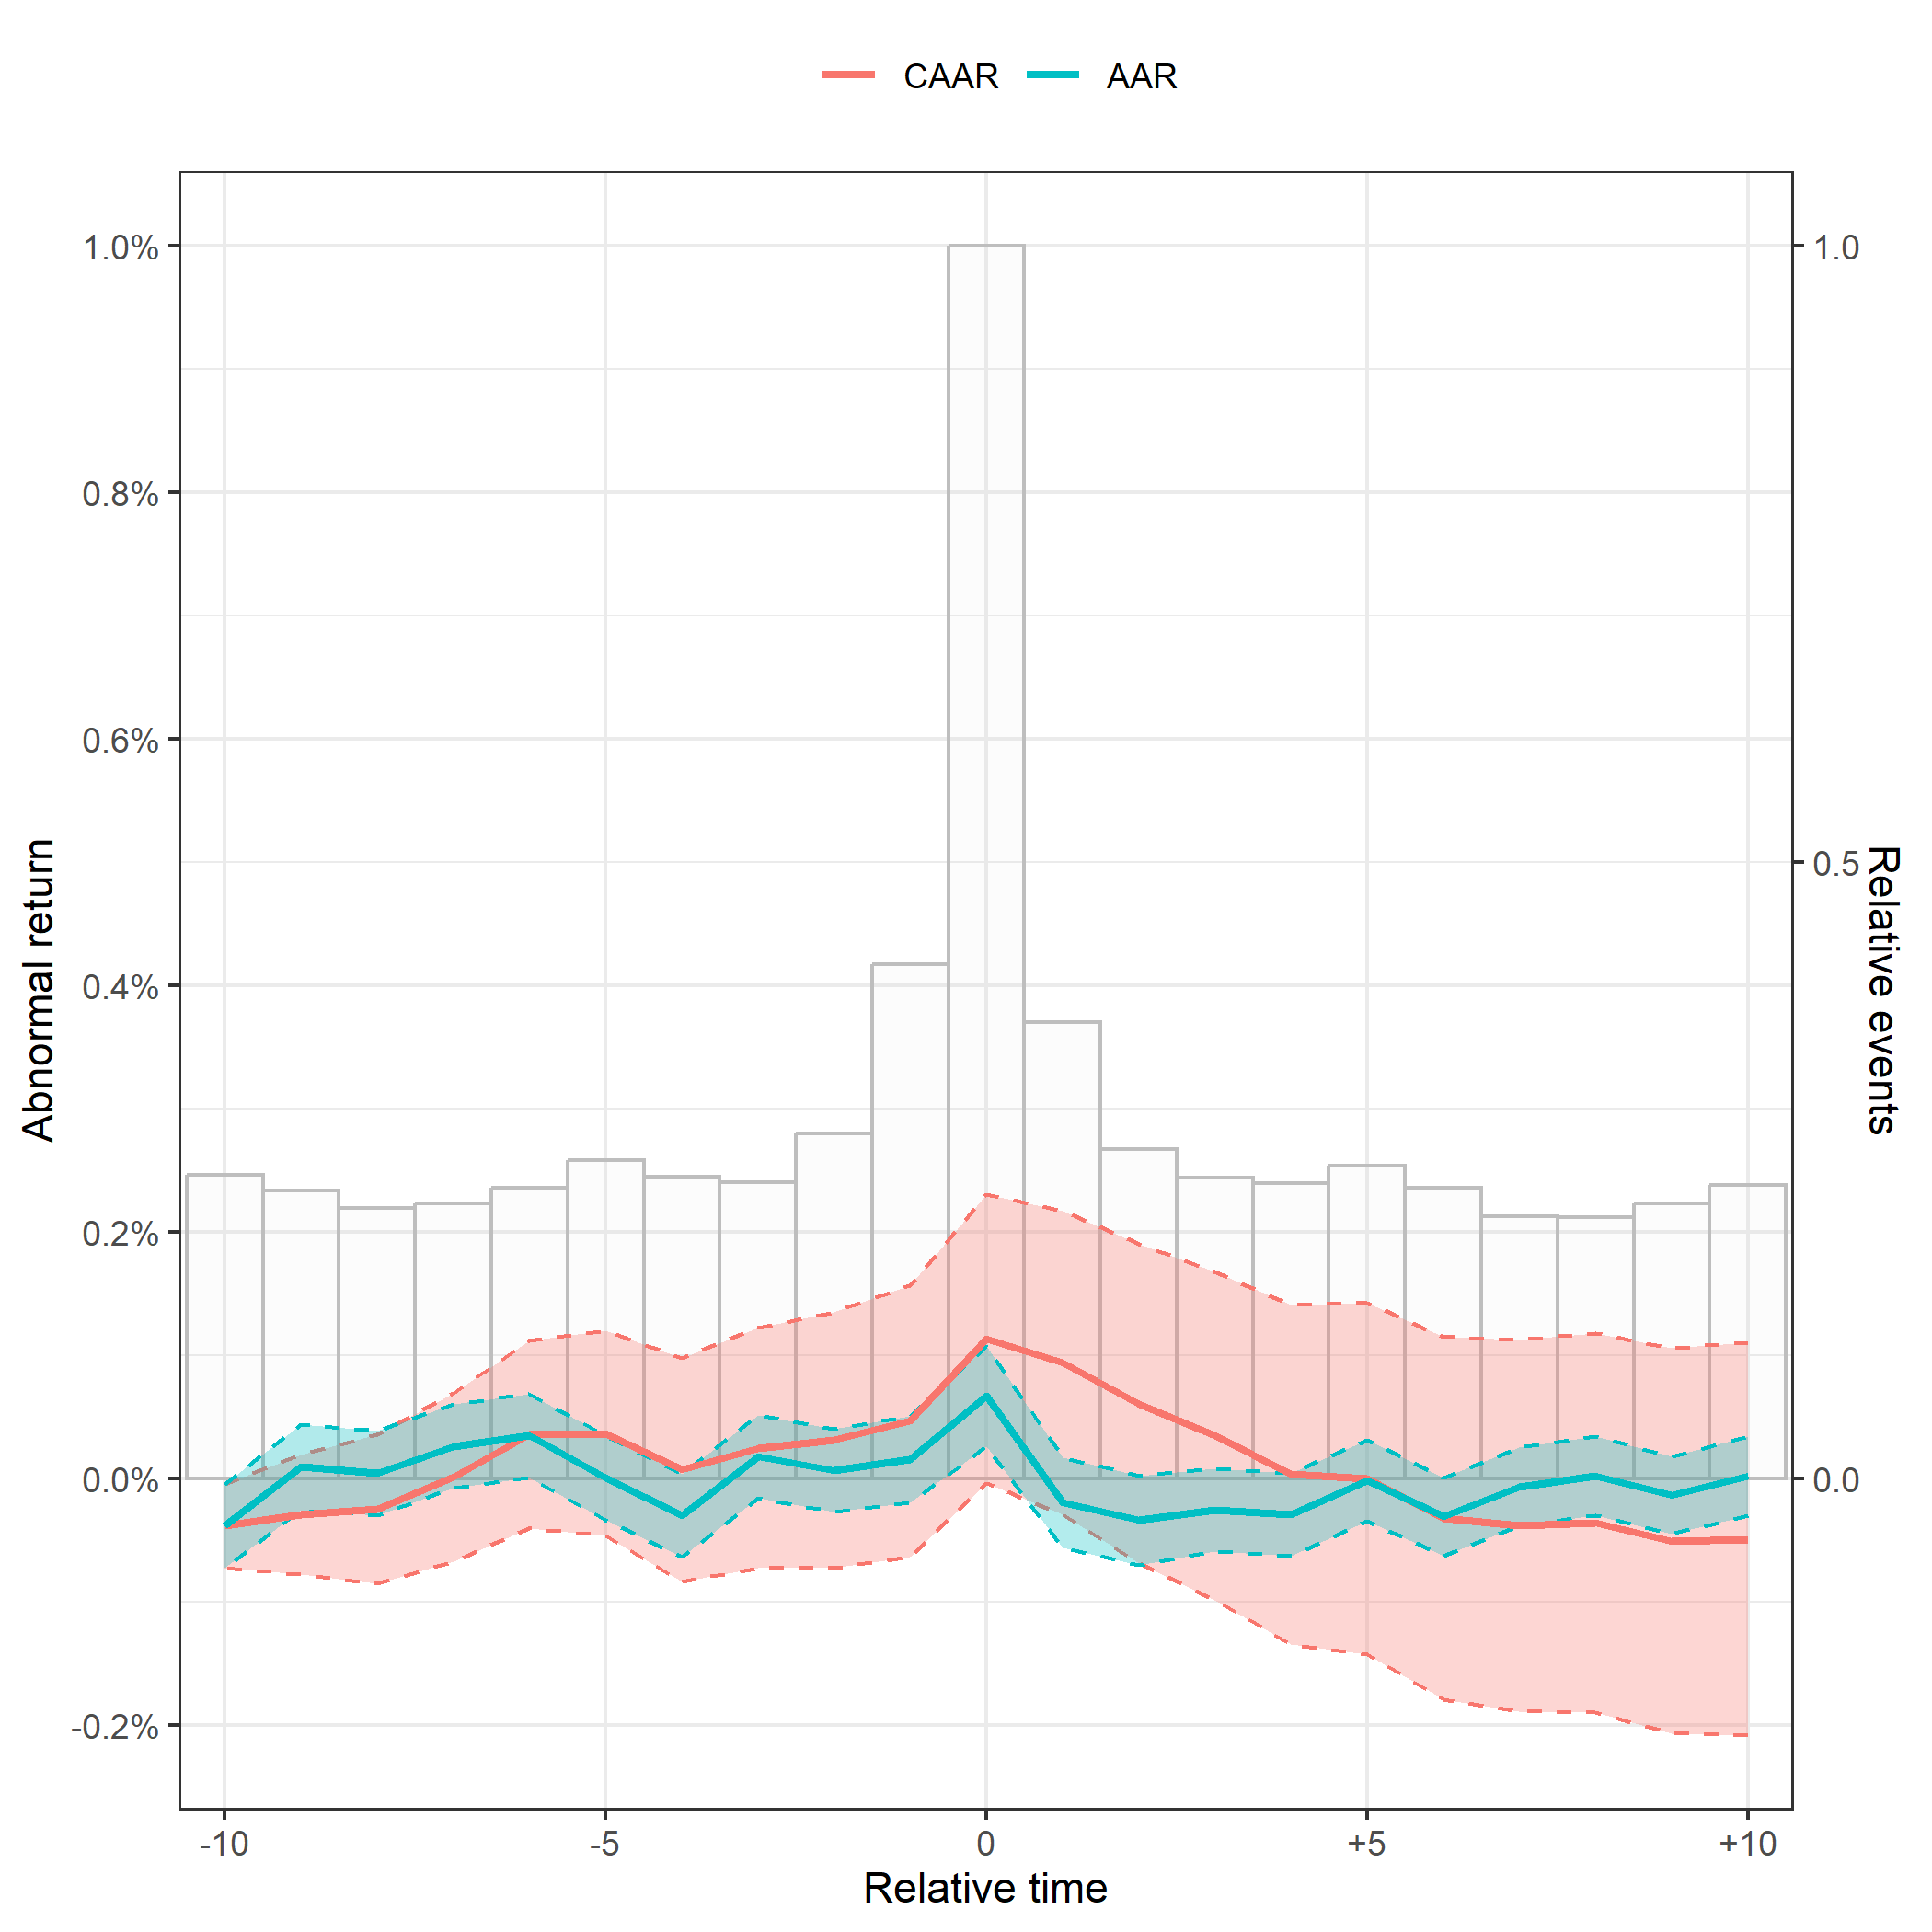 CAAR AAR
1.0%
0.8%
0.6%
0.4%
0.2%
0.0%
-0.2%
Abnormal return
1.0
0.5
0.0
Relative events
-10 -5 0 +5 +10
Relative time